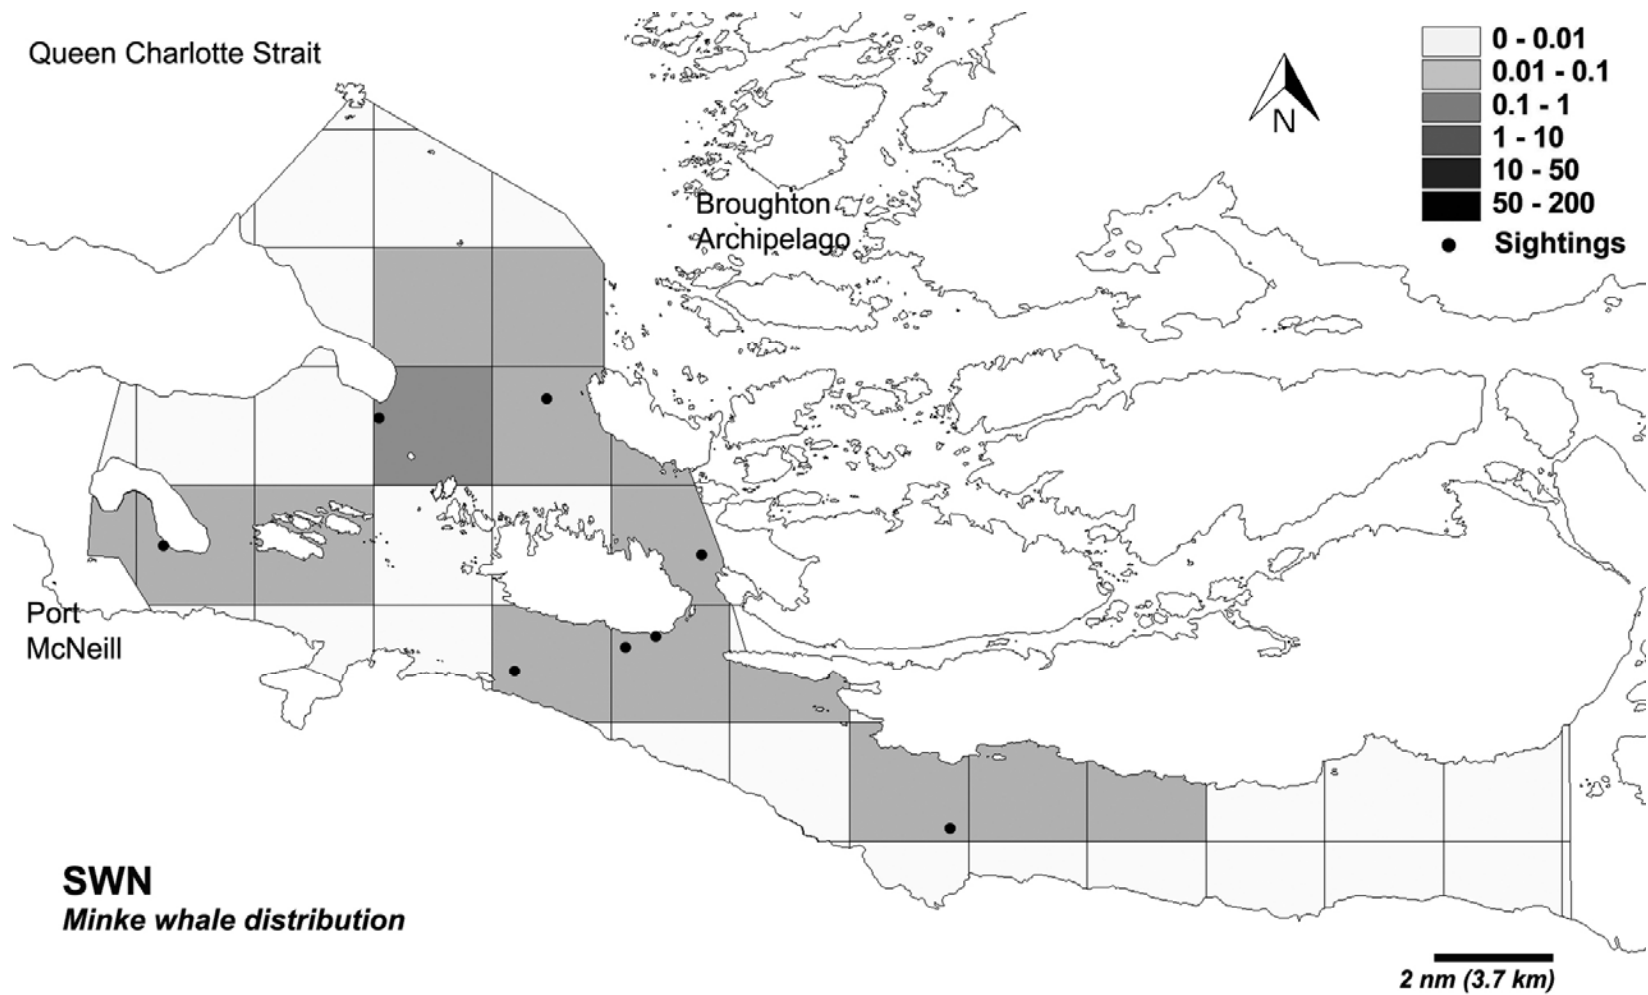 Queen Charlotte Strait
0 - 0.01
0.01 - 0.1
0.1 - 1
1 - 10
10 - 50
50 - 200
Sightings
N
Broughton
Archipelago
Port
McNeill
SWN
Minke whale distribution
2 nm (3.7 km)